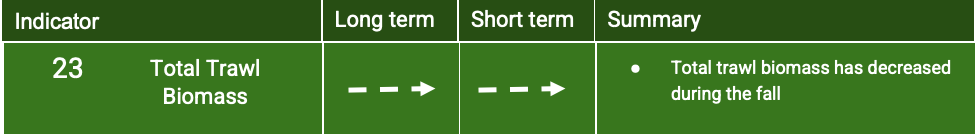 Indicator Long term Short term Summary
23 Total Trawl
Biomass
• Total trawl biomass has decreased
during the fall